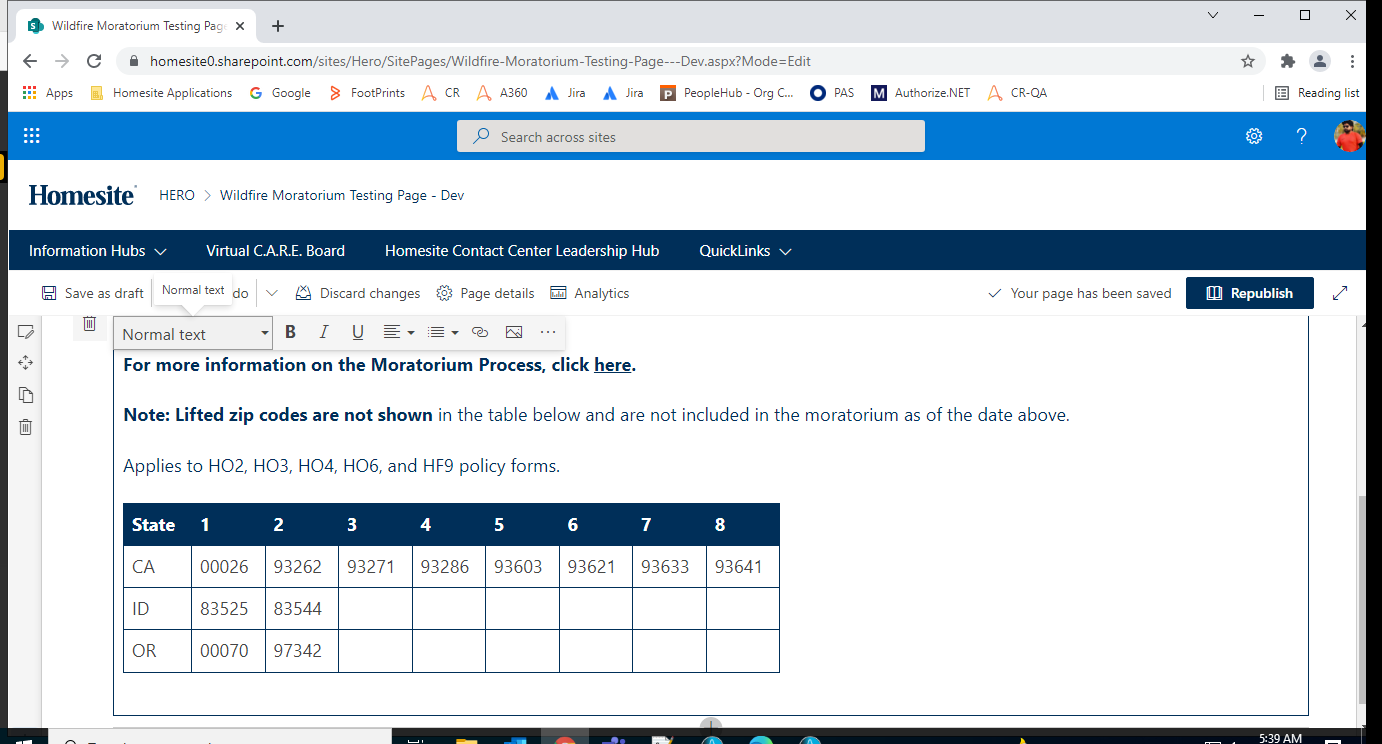 Wildfire Moratorium Testing Pag
homesite0.sharepoint.com/sites/Hero/SitePages/Wildfire-Moratorium-Testing-Page---Dev.aspx?Mode=Edit
Apps Homesite Applications Google FootPrints CR A360 Jira Jira PeopleHub - Org C... PAS Authorize.NET CR-QA Reading list
Search across sites
Homesite HERO > Wildfire Moratorium Testing Page - Dev
Information Hubs Virtual C.A.R.E. Board Homesite Contact Center Leadership Hub QuickLinks
Save as draft Normal text do Discard changes Page details Analytics Your page has been saved Republish
Normal text B I U ...
For more information on the Moratorium Process, click here.
Note: Lifted zip codes are not shown in the table below and are not included in the moratorium as of the date above.
Applies to HO2, HO3, HO4, HO6, and HF9 policy forms.
State 1 2 3 4 5 6 7 8
CA 00026 93262 93271 93286 93603 93621 93633 93641
ID 83525 83544
OR 00070 97342
5:39 AM